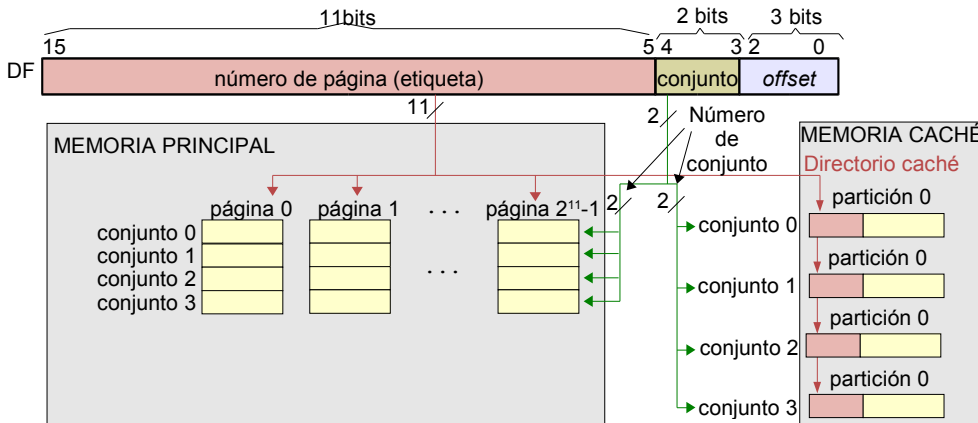 11bits
2 bits
3 bits
15
5
4
3
2
0
DF
número de página (etiqueta)
conjunto
offset
11
2
Número
de
conjunto
MEMORIA PRINCIPAL
MEMORIA CACHÉ
Directorio caché
página 0
página 1
. . .
página 2¹¹-1
2
2
partición 0
conjunto 0
conjunto 1
conjunto 2
conjunto 3
. . .
conjunto 0
partición 0
conjunto 1
partición 0
conjunto 2
partición 0
conjunto 3